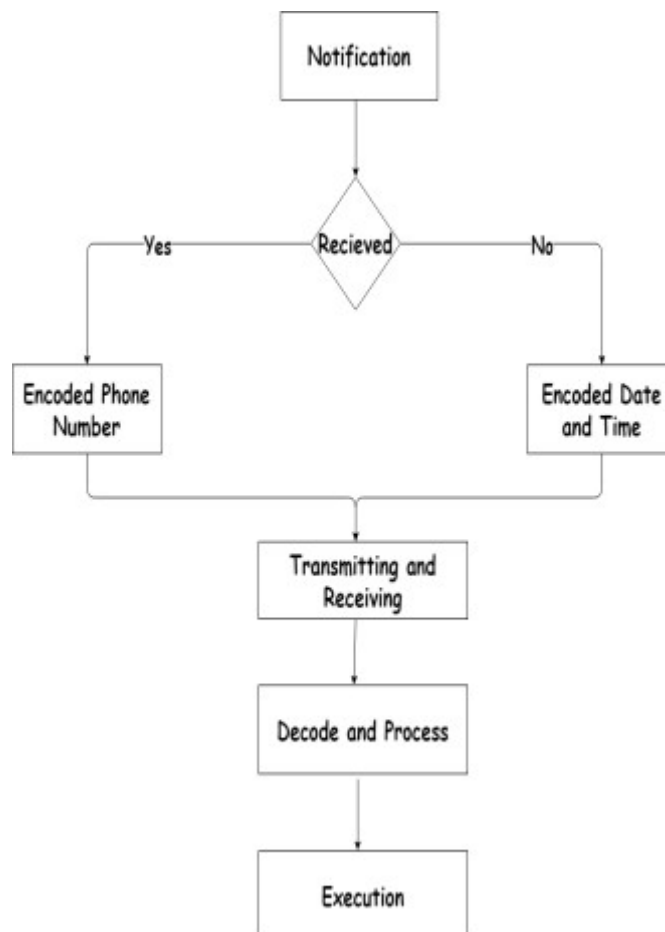 Notification
Recieved
Yes
No
Encoded Phone
Number
Encoded Date
and Time
Transmitting and
Receiving
Decode and Process
Execution